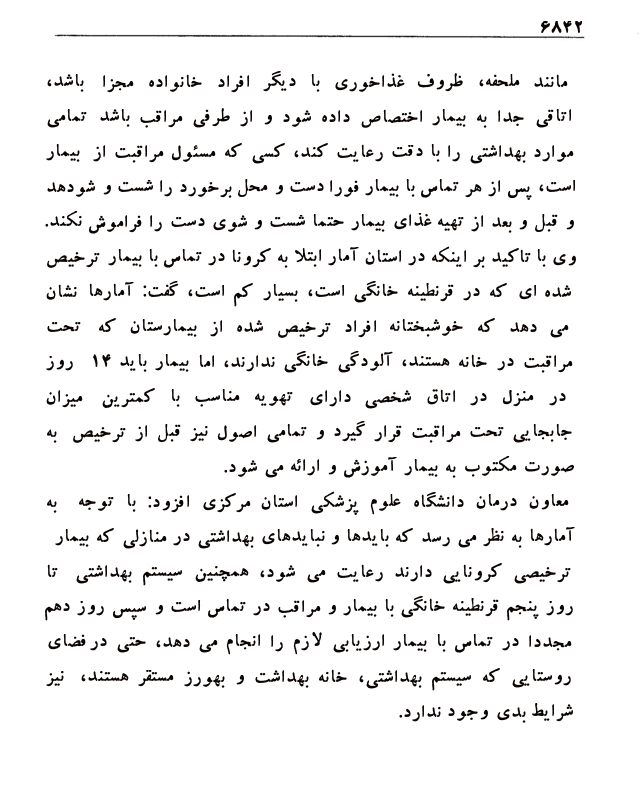 ۶۸۴۲
مانند ملحفه، ظروف غذاخوری با دیگر افراد خانواده مجزا باشد،
اتاقی جدا به بیمار اختصاص داده شود و از طرفی مراقب باشد تمامی
موارد بهداشتی را با دقت رعایت کند، کسی که مسئول مراقبت از بیمار
است، پس از هر تماس با بیمار فورا دست و محل برخورد را شست و شودهد
و قبل و بعد از تهیه غذای بیمار حتما شست و شوی دست را فراموش نکند.
وی با تاکید بر اینکه در استان آمار ابتلا به کرونا در تماس با بیمار ترخیص
شده ای که در قرنطینه خانگی است، بسیار کم است، گفت: آمارها نشان
می دهد که خوشبختانه افراد ترخیص شده از بیمارستان که تحت
مراقبت در خانه هستند، آلودگی خانگی ندارند، اما بیمار باید ۱۴ روز
در منزل در اتاق شخصی دارای تهویه مناسب با کمترین میزان
جابجایی تحت مراقبت قرار گیرد و تمامی اصول نیز قبل از ترخیص به
صورت مکتوب به بیمار آموزش و ارائه می شود.
معاون درمان دانشگاه علوم پزشکی استان مرکزی افزود: با توجه به
آمارها به نظر می رسد که بایدها و نبایدهای بهداشتی در منازلی که بیمار
ترخیصی کرونایی دارند رعایت می شود، همچنین سیستم بهداشتی تا
روز پنجم قرنطینه خانگی با بیمار و مراقب در تماس است و سپس روز دهم
مجددا در تماس با بیمار ارزیابی لازم را انجام می دهد، حتی در فضای
روستایی که سیستم بهداشتی، خانه بهداشت و بهورز مستقر هستند، نیز
شرایط بدی وجود ندارد.